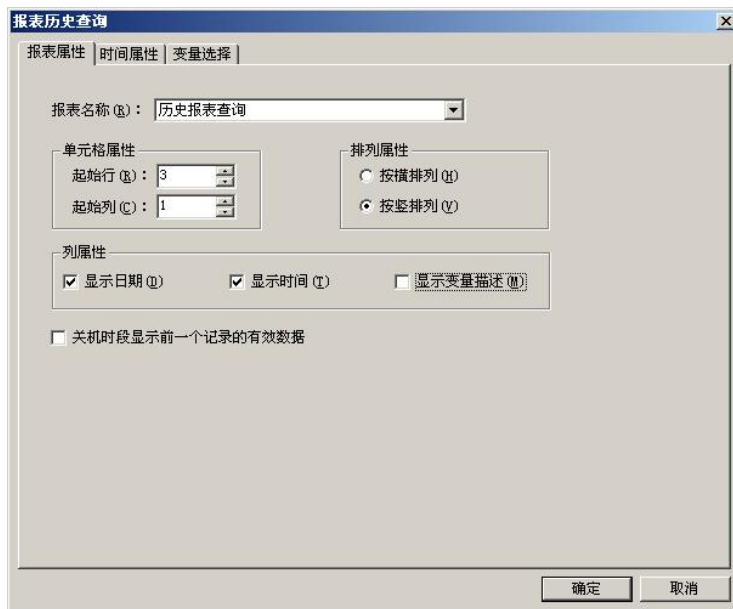 报表历史查询
报表属性 时间属性 变量选择
报表名称(R)： 历史报表查询
单元格属性 排列属性
起始行(R)： 3 按横排列(H)
起始列(C)： 1 按竖排列(V)
列属性
显示日期(D) 显示时间(T) 显示变量描述(M)
关机时段显示前一个记录的有效数据
确定 取消